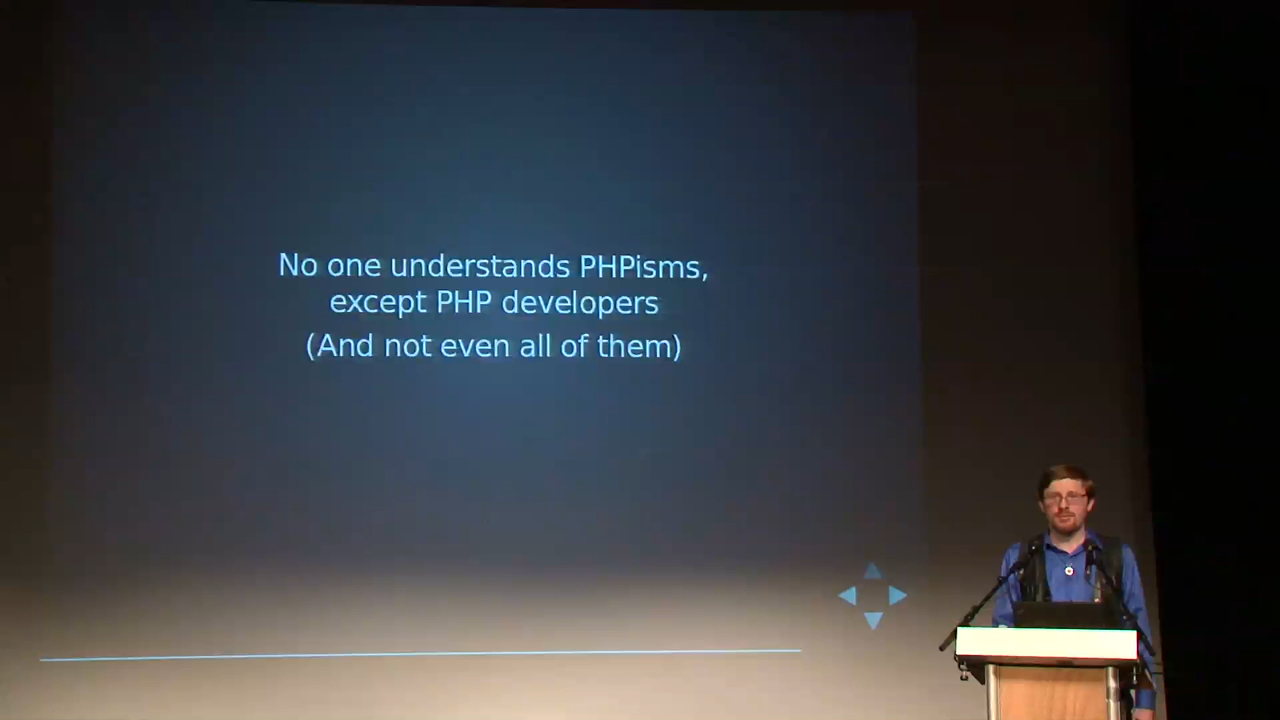 No one understands PHPisms,
except PHP developers
(And not even all of them)